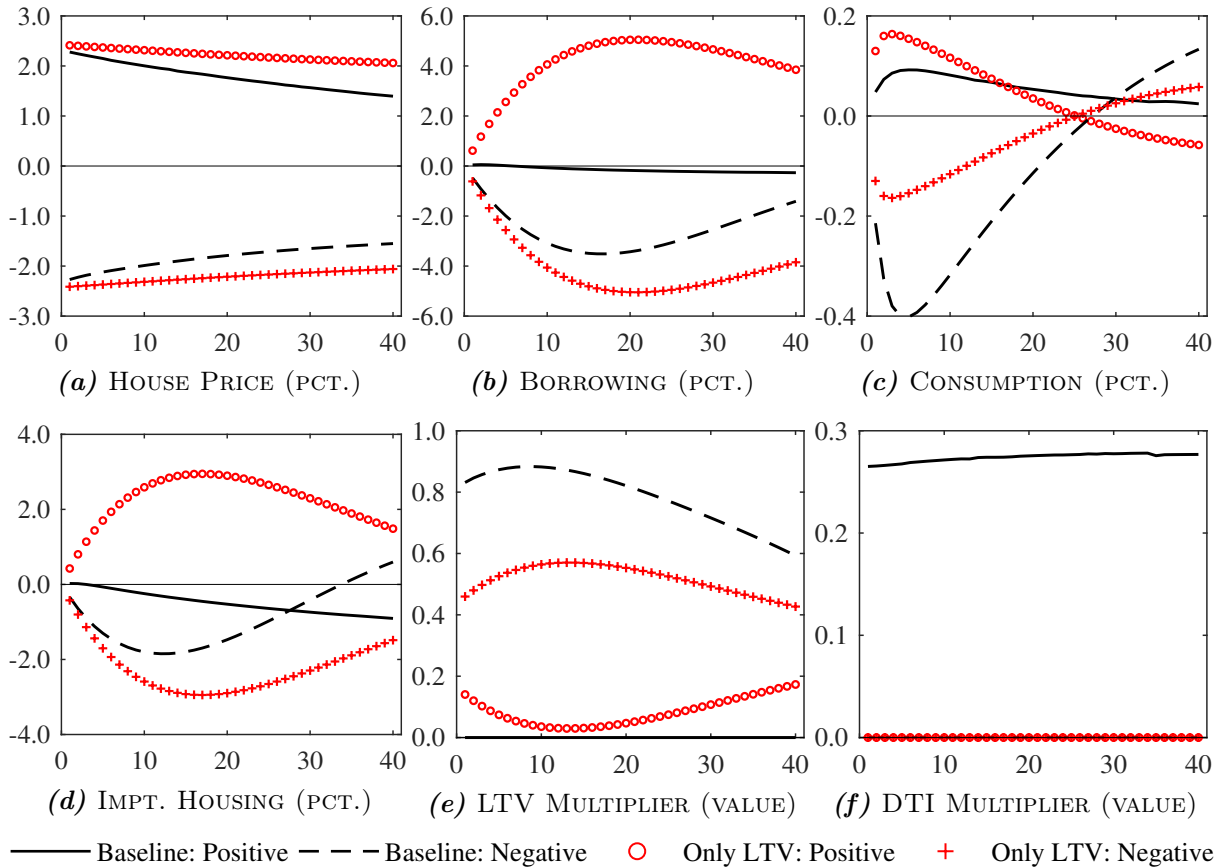 3.0
2.0
1.0
0.0
-1.0
-2.0
-3.0
0 10 20 30 40
(a) HOUSE PRICE (PCT.)
6.0
4.0
2.0
0.0
-2.0
-4.0
-6.0
0 10 20 30 40
(b) BORROWING (PCT.)
0.2
0.0
-0.2
-0.4
0 10 20 30 40
(c) CONSUMPTION (PCT.)
4.0
2.0
0.0
-2.0
-4.0
0 10 20 30 40
(d) IMPT. HOUSING (PCT.)
1.0
0.8
0.6
0.4
0.2
0.0
0 10 20 30 40
(e) LTV MULTIPLIER (VALUE)
0.3
0.2
0.1
0.0
0 10 20 30 40
(f) DTI MULTIPLIER (VALUE)
Baseline: Positive Baseline: Negative Only LTV: Positive Only LTV: Negative